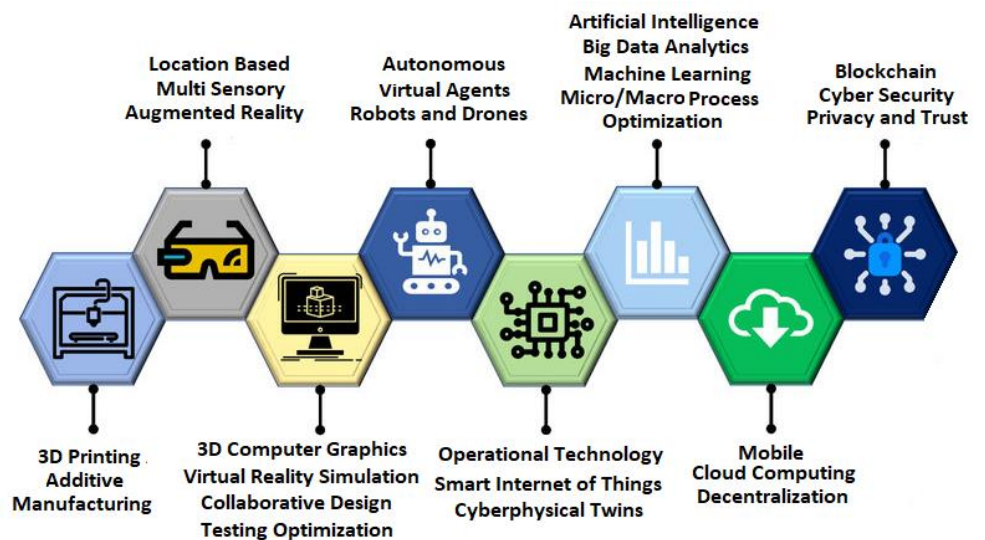 Location Based
Multi Sensory
Augmented Reality
Autonomous
Virtual Agents
Robots and Drones
Artificial Intelligence
Big Data Analytics
Machine Learning
Micro/Macro Process
Optimization
Blockchain
Cyber Security
Privacy and Trust
3D Printing
Additive
Manufacturing
3D Computer Graphics
Virtual Reality Simulation
Collaborative Design
Testing Optimization
Operational Technology
Smart Internet of Things
Cyberphysical Twins
Mobile
Cloud Computing
Decentralization